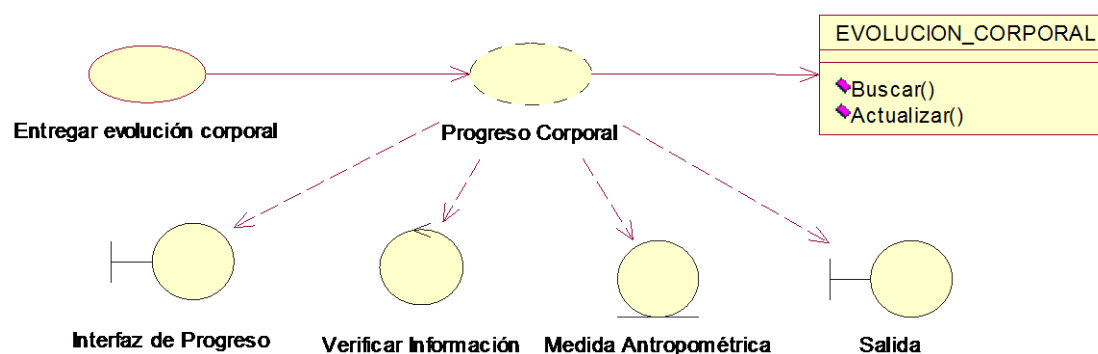 EVOLUCION_CORPORAL
Buscar()
Actualizar()
Entregar evolución corporal
Progreso Corporal
Interfaz de Progreso
Verificar Información
Medida Antropométrica
Salida